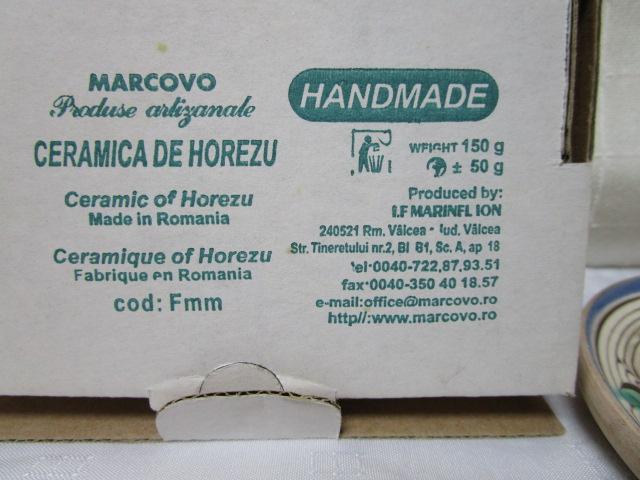 MARCOVO
Produse artizanale
CERAMICA DE HOREZU
Ceramic of Horezu
Made in Romania
Ceramique of Horezu
Fabrique en Romania
cod: Fmm
HANDMADE
WEIGHT 150 g
± 50 g
Produced by:
I.F MARINFL ION
240521 Rm. Vâlcea - Jud. Vâlcea
Str. Tineretului nr.2, Bl B1, Sc. A, ap 18
Tel·0040-722,87.93.51
fax·0040-350 40 18.57
e-mail:office@marcovo.ro
http//:www.marcovo.ro